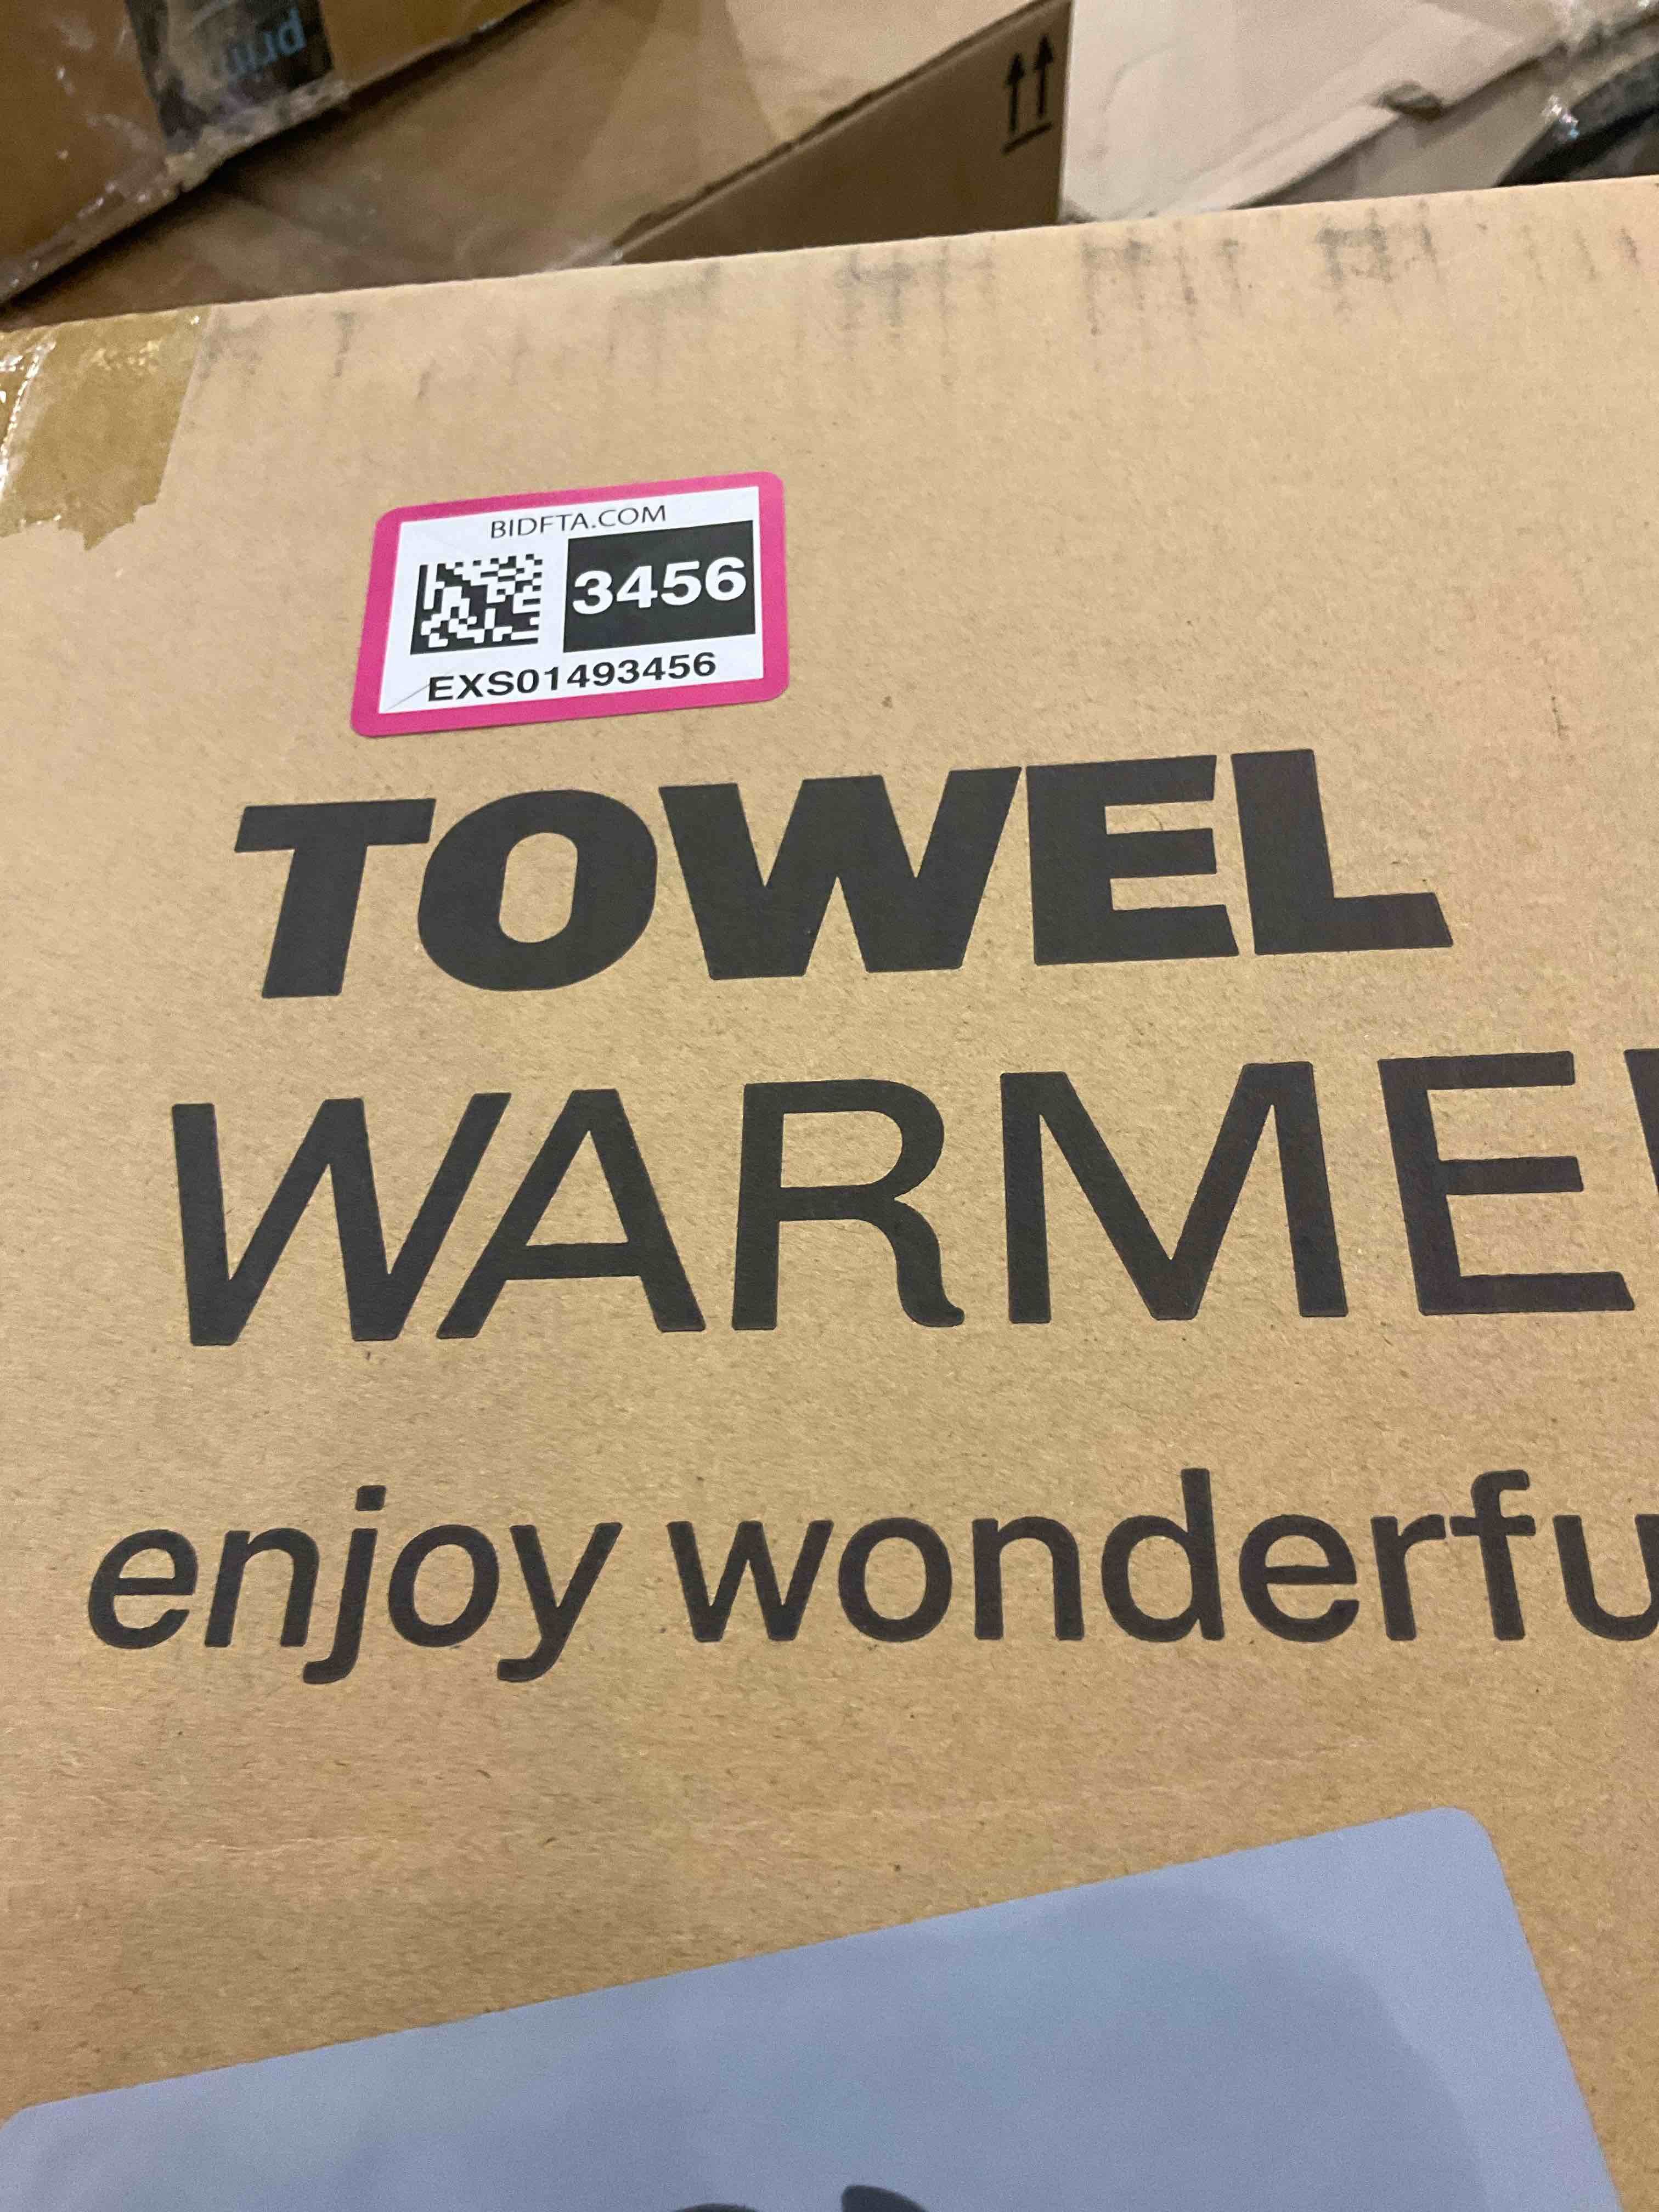 BIDFTA.COM
3456
EXS01493456
TOWEL
WARME
enjoy wonderfu